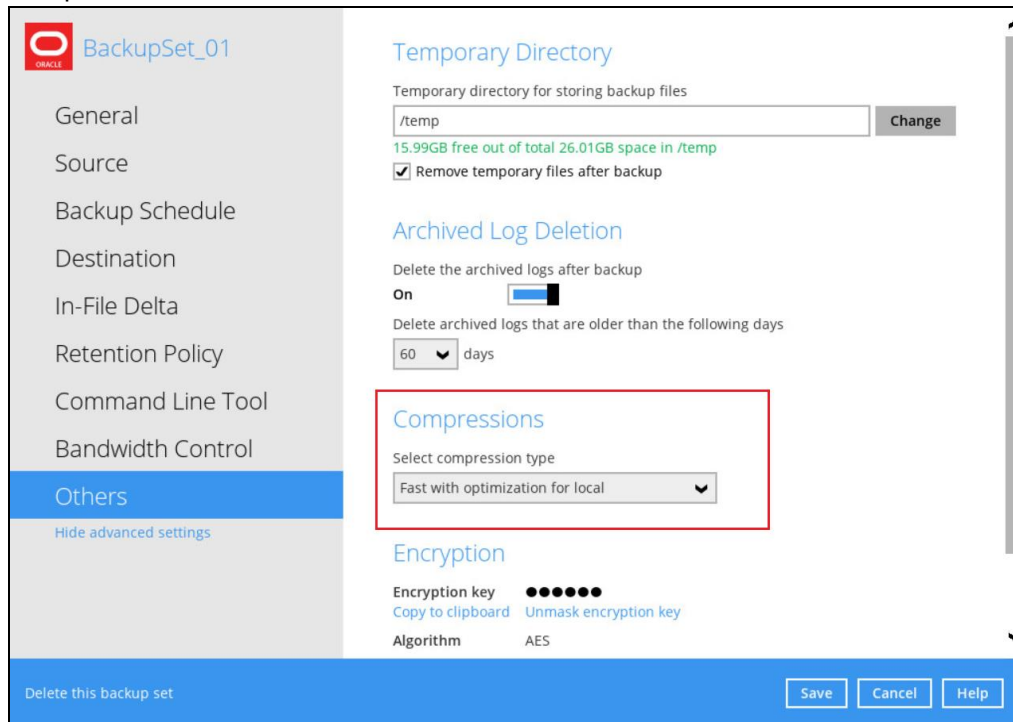 ORACLE
BackupSet_01
General
Source
Backup Schedule
Destination
In-File Delta
Retention Policy
Command Line Tool
Bandwidth Control
Others
Hide advanced settings
Temporary Directory
Temporary directory for storing backup files
/temp
Change
15.99GB free out of total 26.01GB space in /temp
Remove temporary files after backup
Archived Log Deletion
Delete the archived logs after backup
On
Delete archived logs that are older than the following days
60 days
Compressions
Select compression type
Fast with optimization for local
Encryption
Encryption key ●●●●●●
Copy to clipboard Unmask encryption key
Algorithm AES
Delete this backup set
Save Cancel Help